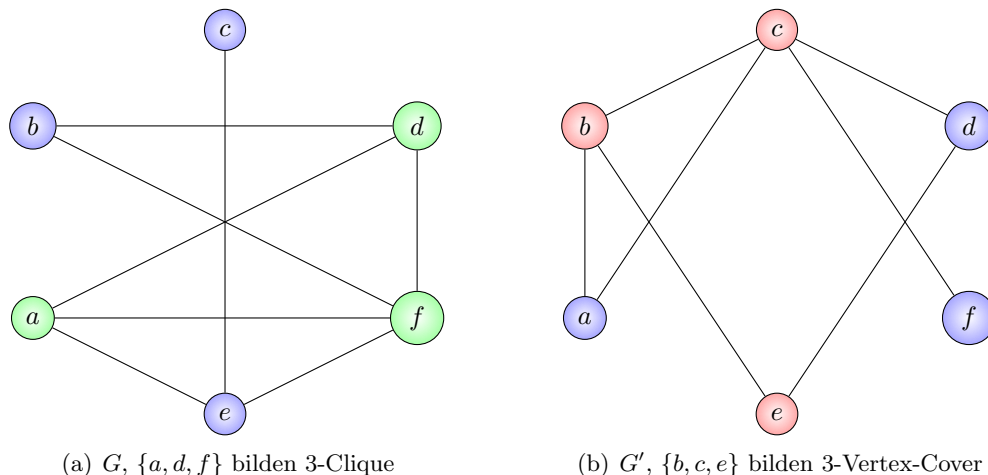 c
b
d
a
f
e
(a) G, {a, d, f} bilden 3-Clique
c
b
d
a
f
e
(b) G′, {b, c, e} bilden 3-Vertex-Cover